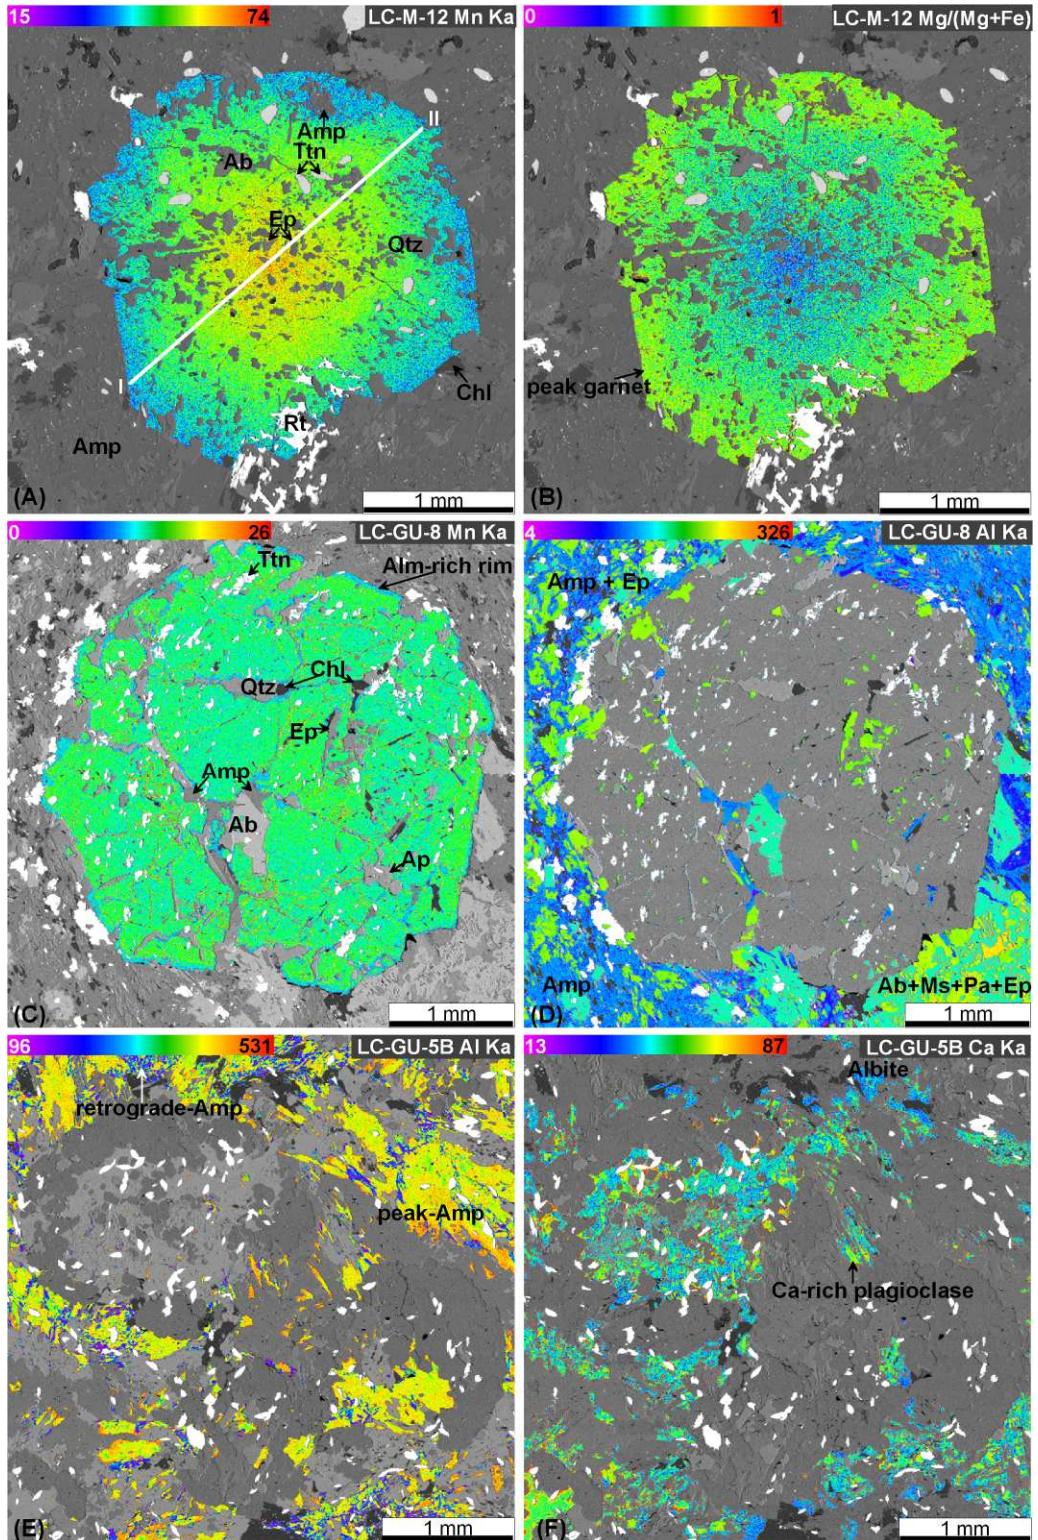 15 74 LC-M-12 Mn Ka
II
Amp
Ttn
Ab
Ep
Qtz
I
Chl
Rt
Amp
(A) 1 mm
0 1 LC-M-12 Mg/(Mg+Fe)
peak garnet
(B) 1 mm
0 26 LC-GU-8 Mn Ka
Ttn
Alm-rich rim
Chl
Qtz
Ep
Amp
Ab
Ap
(C) 1 mm
4 326 LC-GU-8 Al Ka
Amp + Ep
Amp
Ab+Ms+Pa+Ep
(D) 1 mm
96 531 LC-GU-5B Al Ka
retrograde-Amp
peak-Amp
(E) 1 mm
13 87 LC-GU-5B Ca Ka
Albite
Ca-rich plagioclase
(F) 1 mm